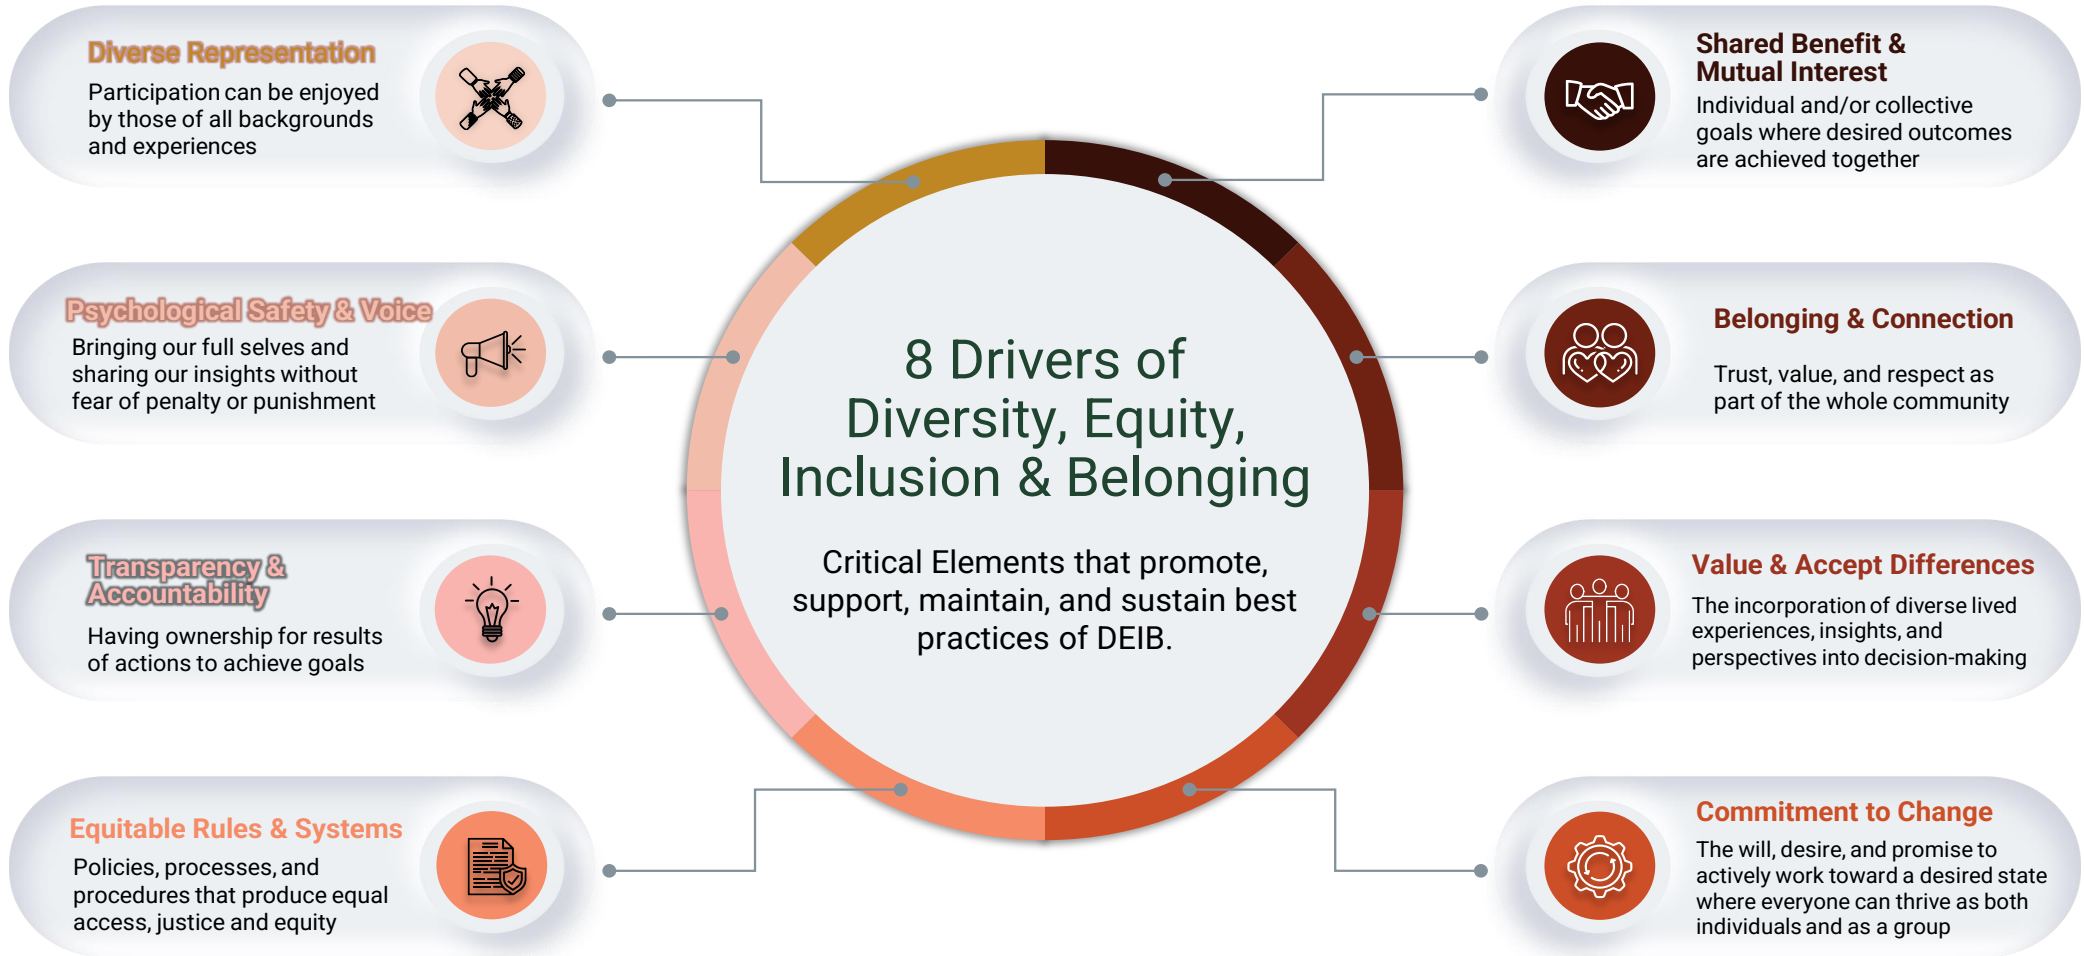 Diverse Representation
Participation can be enjoyed
by those of all backgrounds
and experiences
Psychological Safety & Voice
Bringing our full selves and
sharing our insights without
fear of penalty or punishment
Transparency &
Accountability
Having ownership for results
of actions to achieve goals
Equitable Rules & Systems
Policies, processes, and
procedures that produce equal
access, justice and equity
8 Drivers of
Diversity, Equity,
Inclusion & Belonging
Critical Elements that promote,
support, maintain, and sustain best
practices of DEIB.
Shared Benefit &
Mutual Interest
Individual and/or collective
goals where desired outcomes
are achieved together
Belonging & Connection
Trust, value, and respect as
part of the whole community
Value & Accept Differences
The incorporation of diverse lived
experiences, insights, and
perspectives into decision-making
Commitment to Change
The will, desire, and promise to
actively work toward a desired state
where everyone can thrive as both
individuals and as a group